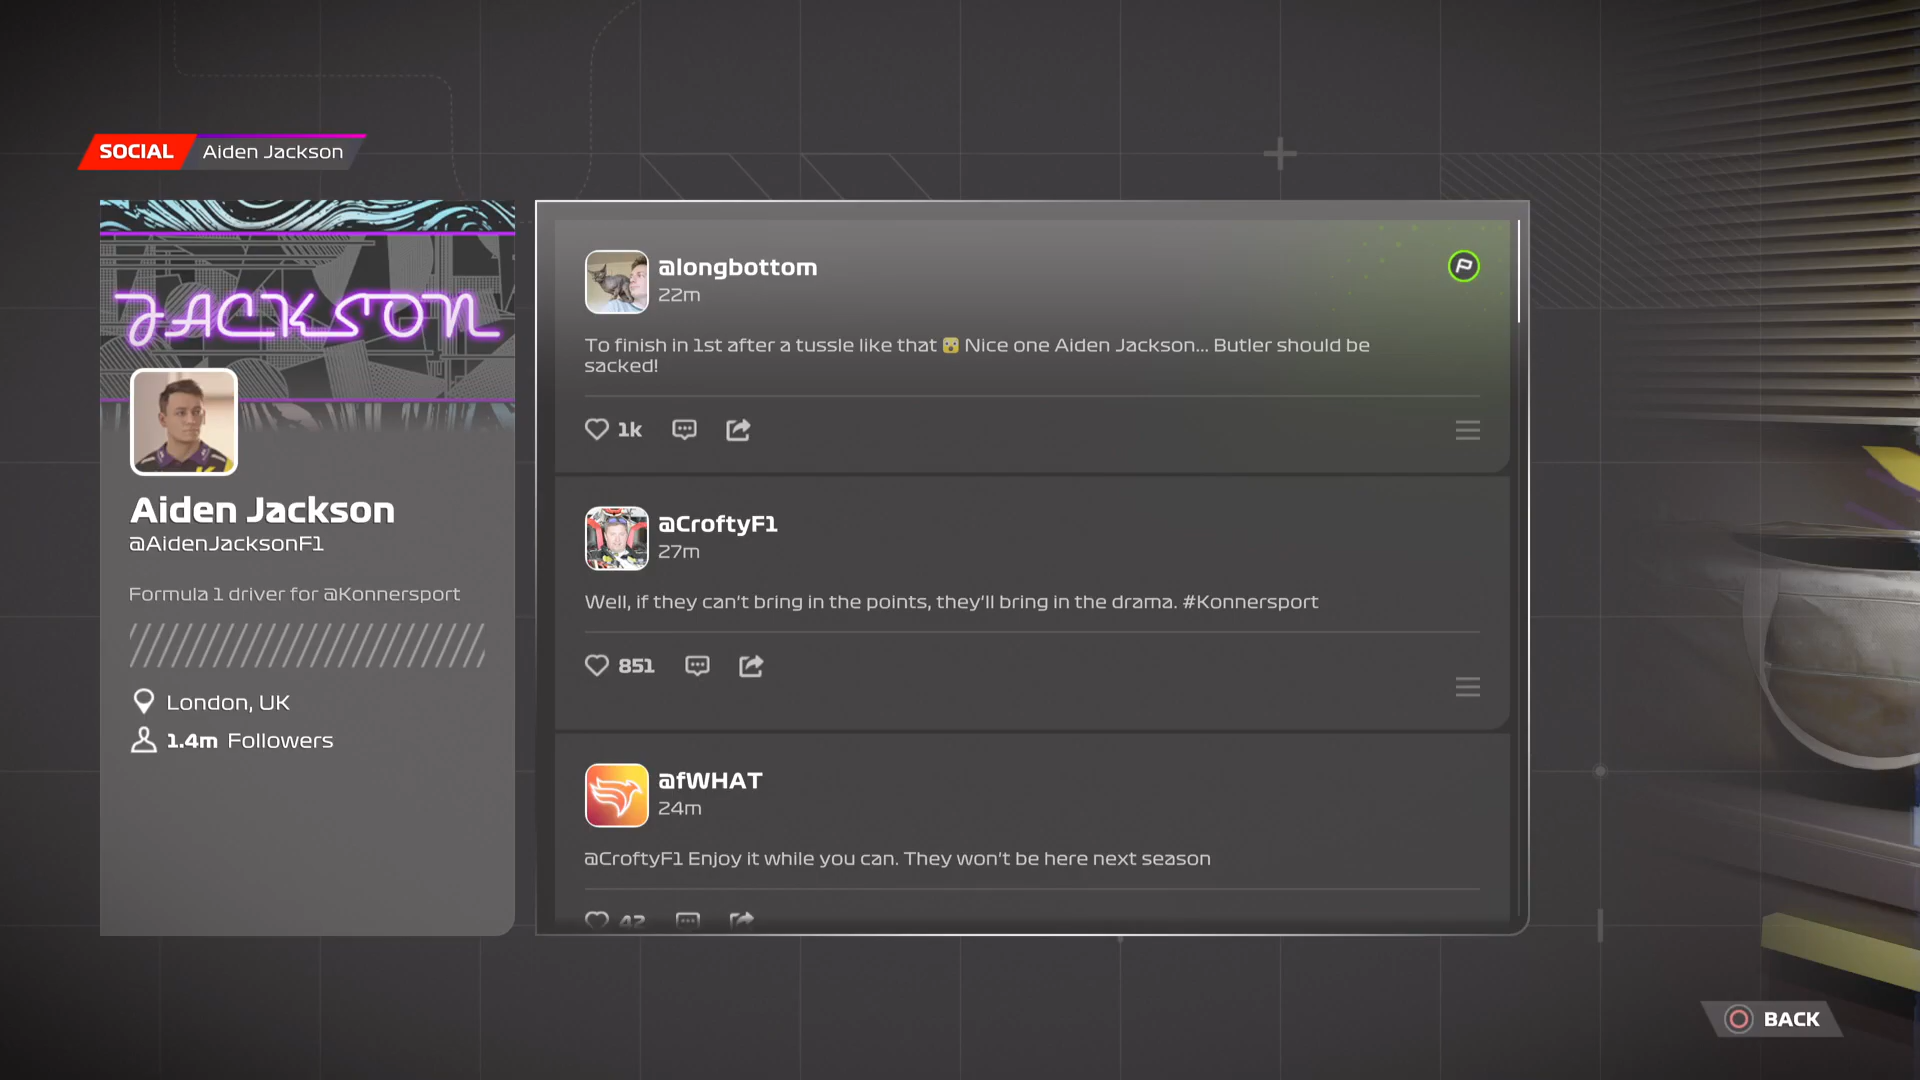 SOCIAL Aiden Jackson
JACKSON
Aiden Jackson
@AidenJacksonF1
Formula 1 driver for @Konnersport
London, UK
1.4m Followers
@longbottom
22m
To finish in 1st after a tussle like that 😮 Nice one Aiden Jackson... Butler should be
sacked!
1k
@CroftyF1
27m
Well, if they can't bring in the points, they'll bring in the drama. #Konnersport
851
@fWHAT
24m
@CroftyF1 Enjoy it while you can. They won't be here next season
42
BACK